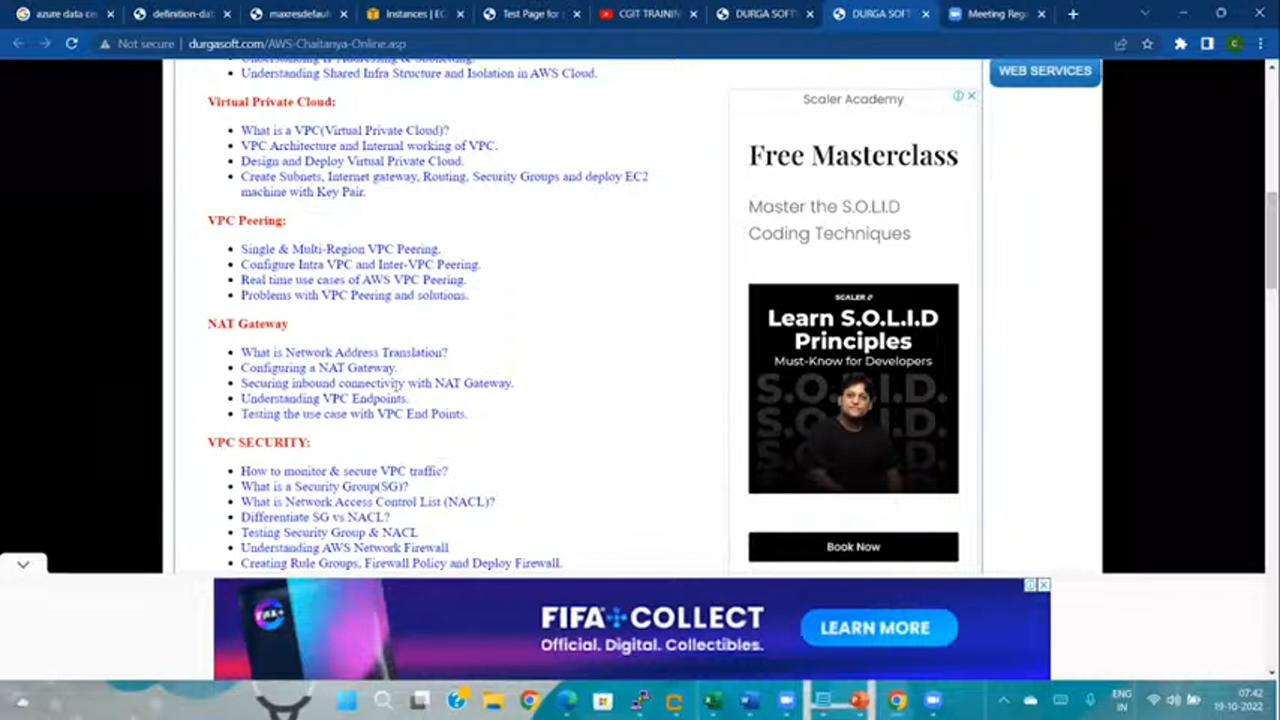 azure data ce
definition-dat
maxresdefaul
Instances | EC
Test Page for
CGIT TRAININ
DURGA SOFT
DURGA SOFT
Meeting Reg
Not secure | durgasoft.com/AWS-Chaitanya-Online.asp
Understanding IP Addressing & Subnetting.
Understanding Shared Infra Structure and Isolation in AWS Cloud.
Virtual Private Cloud:
What is a VPC(Virtual Private Cloud)?
VPC Architecture and Internal working of VPC.
Design and Deploy Virtual Private Cloud.
Create Subnets, Internet gateway, Routing, Security Groups and deploy EC2
machine with Key Pair.
VPC Peering:
Single & Multi-Region VPC Peering.
Configure Intra VPC and Inter-VPC Peering.
Real time use cases of AWS VPC Peering.
Problems with VPC Peering and solutions.
NAT Gateway
What is Network Address Translation?
Configuring a NAT Gateway.
Securing inbound connectivity with NAT Gateway.
Understanding VPC Endpoints.
Testing the use case with VPC End Points.
VPC SECURITY:
How to monitor & secure VPC traffic?
What is a Security Group(SG)?
What is Network Access Control List (NACL)?
Differentiate SG vs NACL?
Testing Security Group & NACL
Understanding AWS Network Firewall
Creating Rule Groups, Firewall Policy and Deploy Firewall.
WEB SERVICES
Scaler Academy
Free Masterclass
Master the S.O.L.I.D
Coding Techniques
SCALER
Learn S.O.L.I.D
Principles
Must-Know for Developers
Book Now
FIFA+COLLECT
Official. Digital. Collectibles.
LEARN MORE
ENG
IN
07:42
19-10-2022